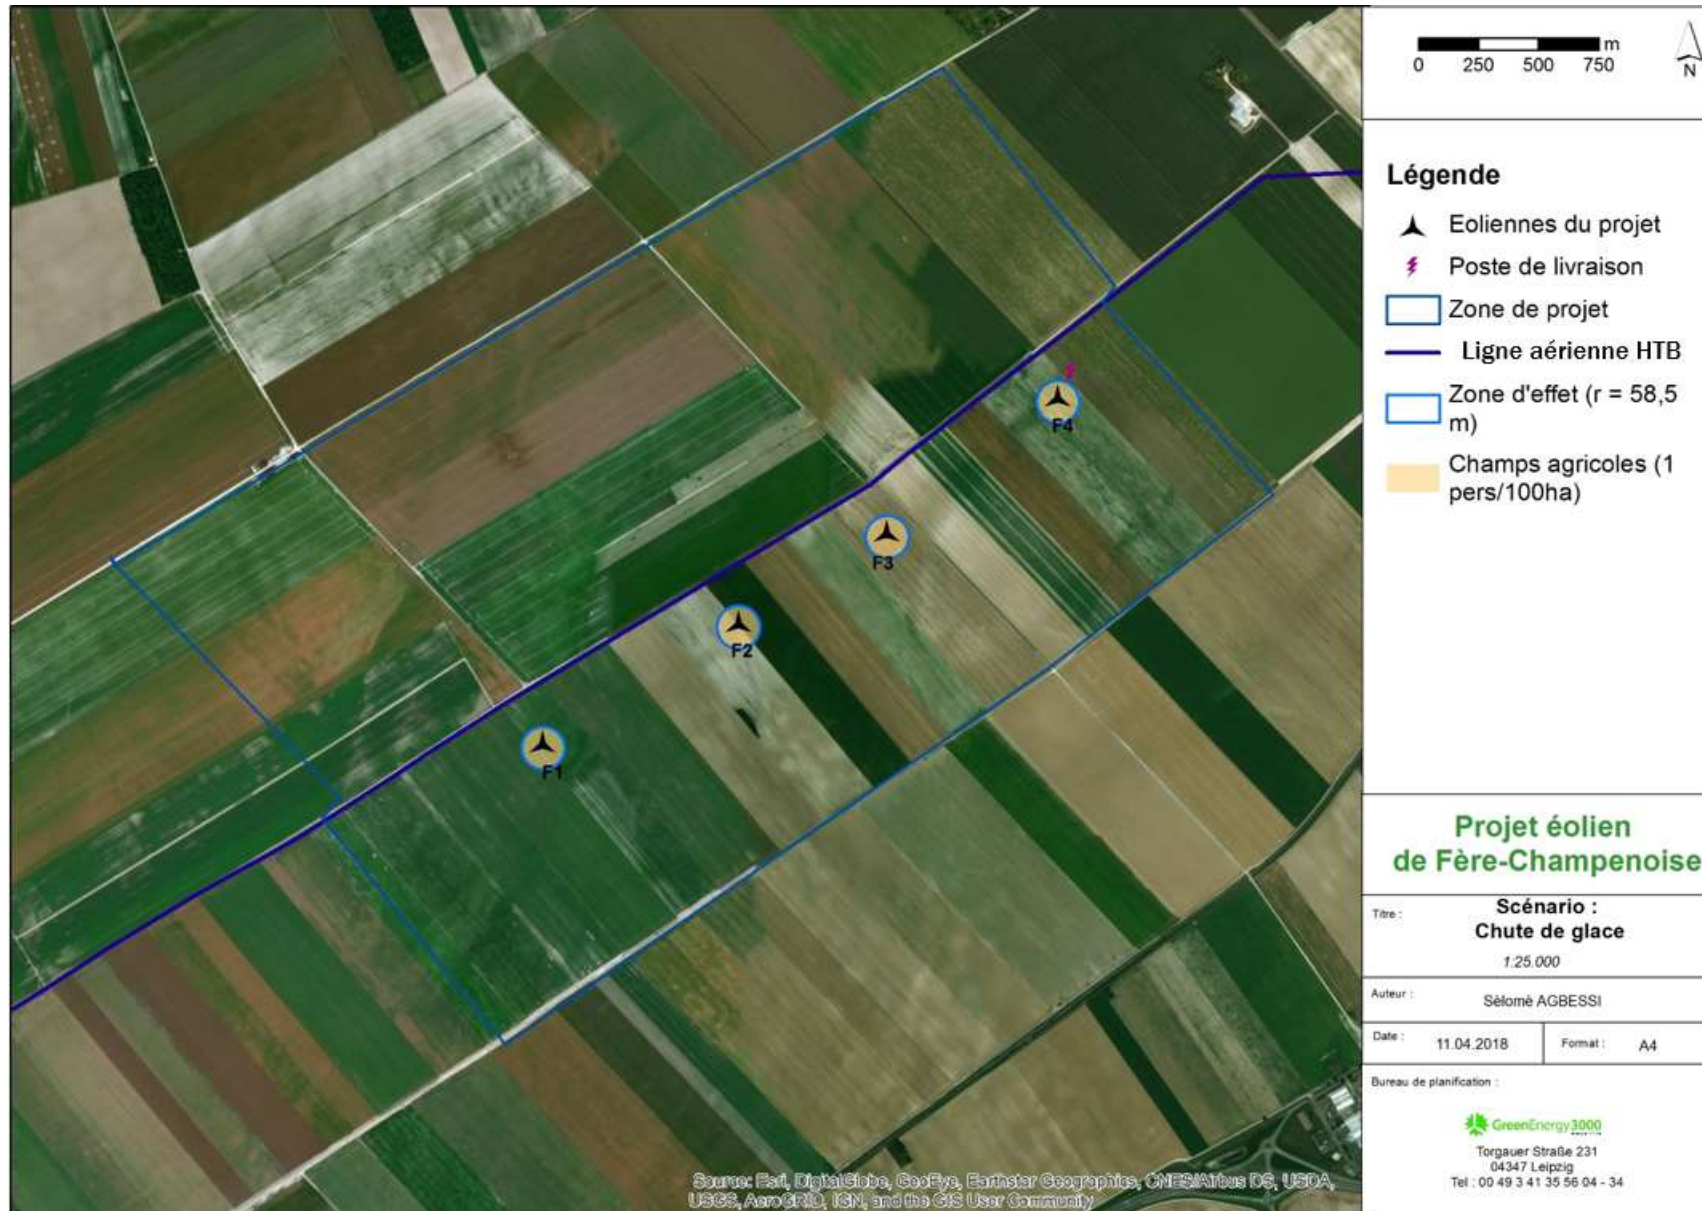 m
0 250 500 750
N
Légende
Eoliennes du projet
Poste de livraison
Zone de projet
Ligne aérienne HTB
Zone d'effet (r = 58,5
m)
Champs agricoles (1
pers/100ha)
F4
F3
F2
F1
Projet éolien
de Fère-Champenoise
Titre : Scénario :
Chute de glace
1:25.000
Auteur : Sèlomè AGBESSI
Date : 11.04.2018 Format : A4
Bureau de planification :
GreenEnergy3000
Torgauer Straße 231
04347 Leipzig
Tel : 00 49 3 41 35 56 04 - 34
Source: Esri, DigitalGlobe, GeoEye, Earthstar Geographics, CNES/Airbus DS, USDA,
USGS, AeroGRID, IGN, and the GIS User Community